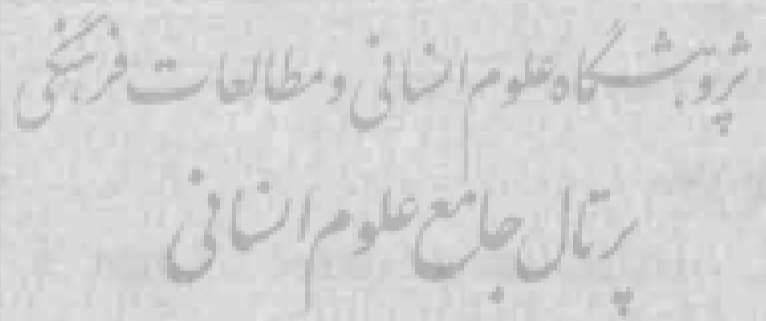 پژوهشگاه علوم انسانی و مطالعات فرهنگی
پرتال جامع علوم انسانی